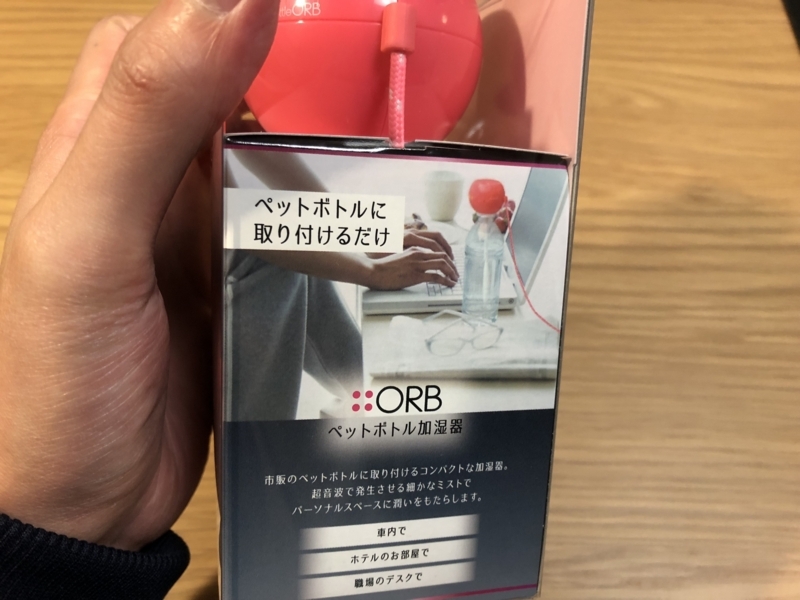 ORB
ペットボトルに
取り付けるだけ
ORB
ペットボトル加湿器
市販のペットボトルに取り付けるコンパクトな加湿器。
超音波で発生させる細かなミストで
パーソナルスペースに潤いをもたらします。
車内で
ホテルのお部屋で
職場のデスクで